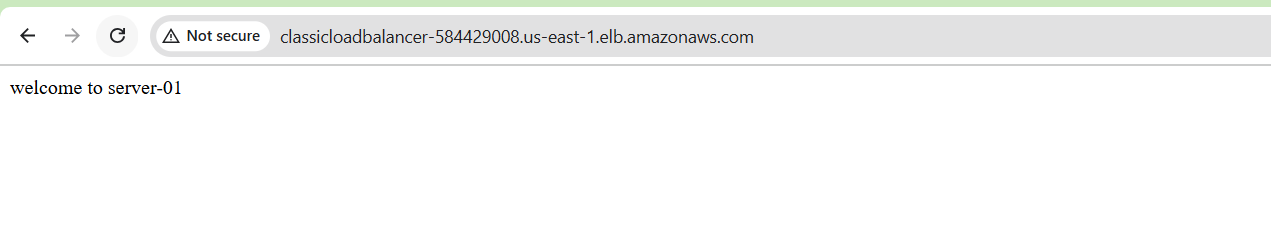 Not secure classicloadbalancer-584429008.us-east-1.elb.amazonaws.com
welcome to server-01